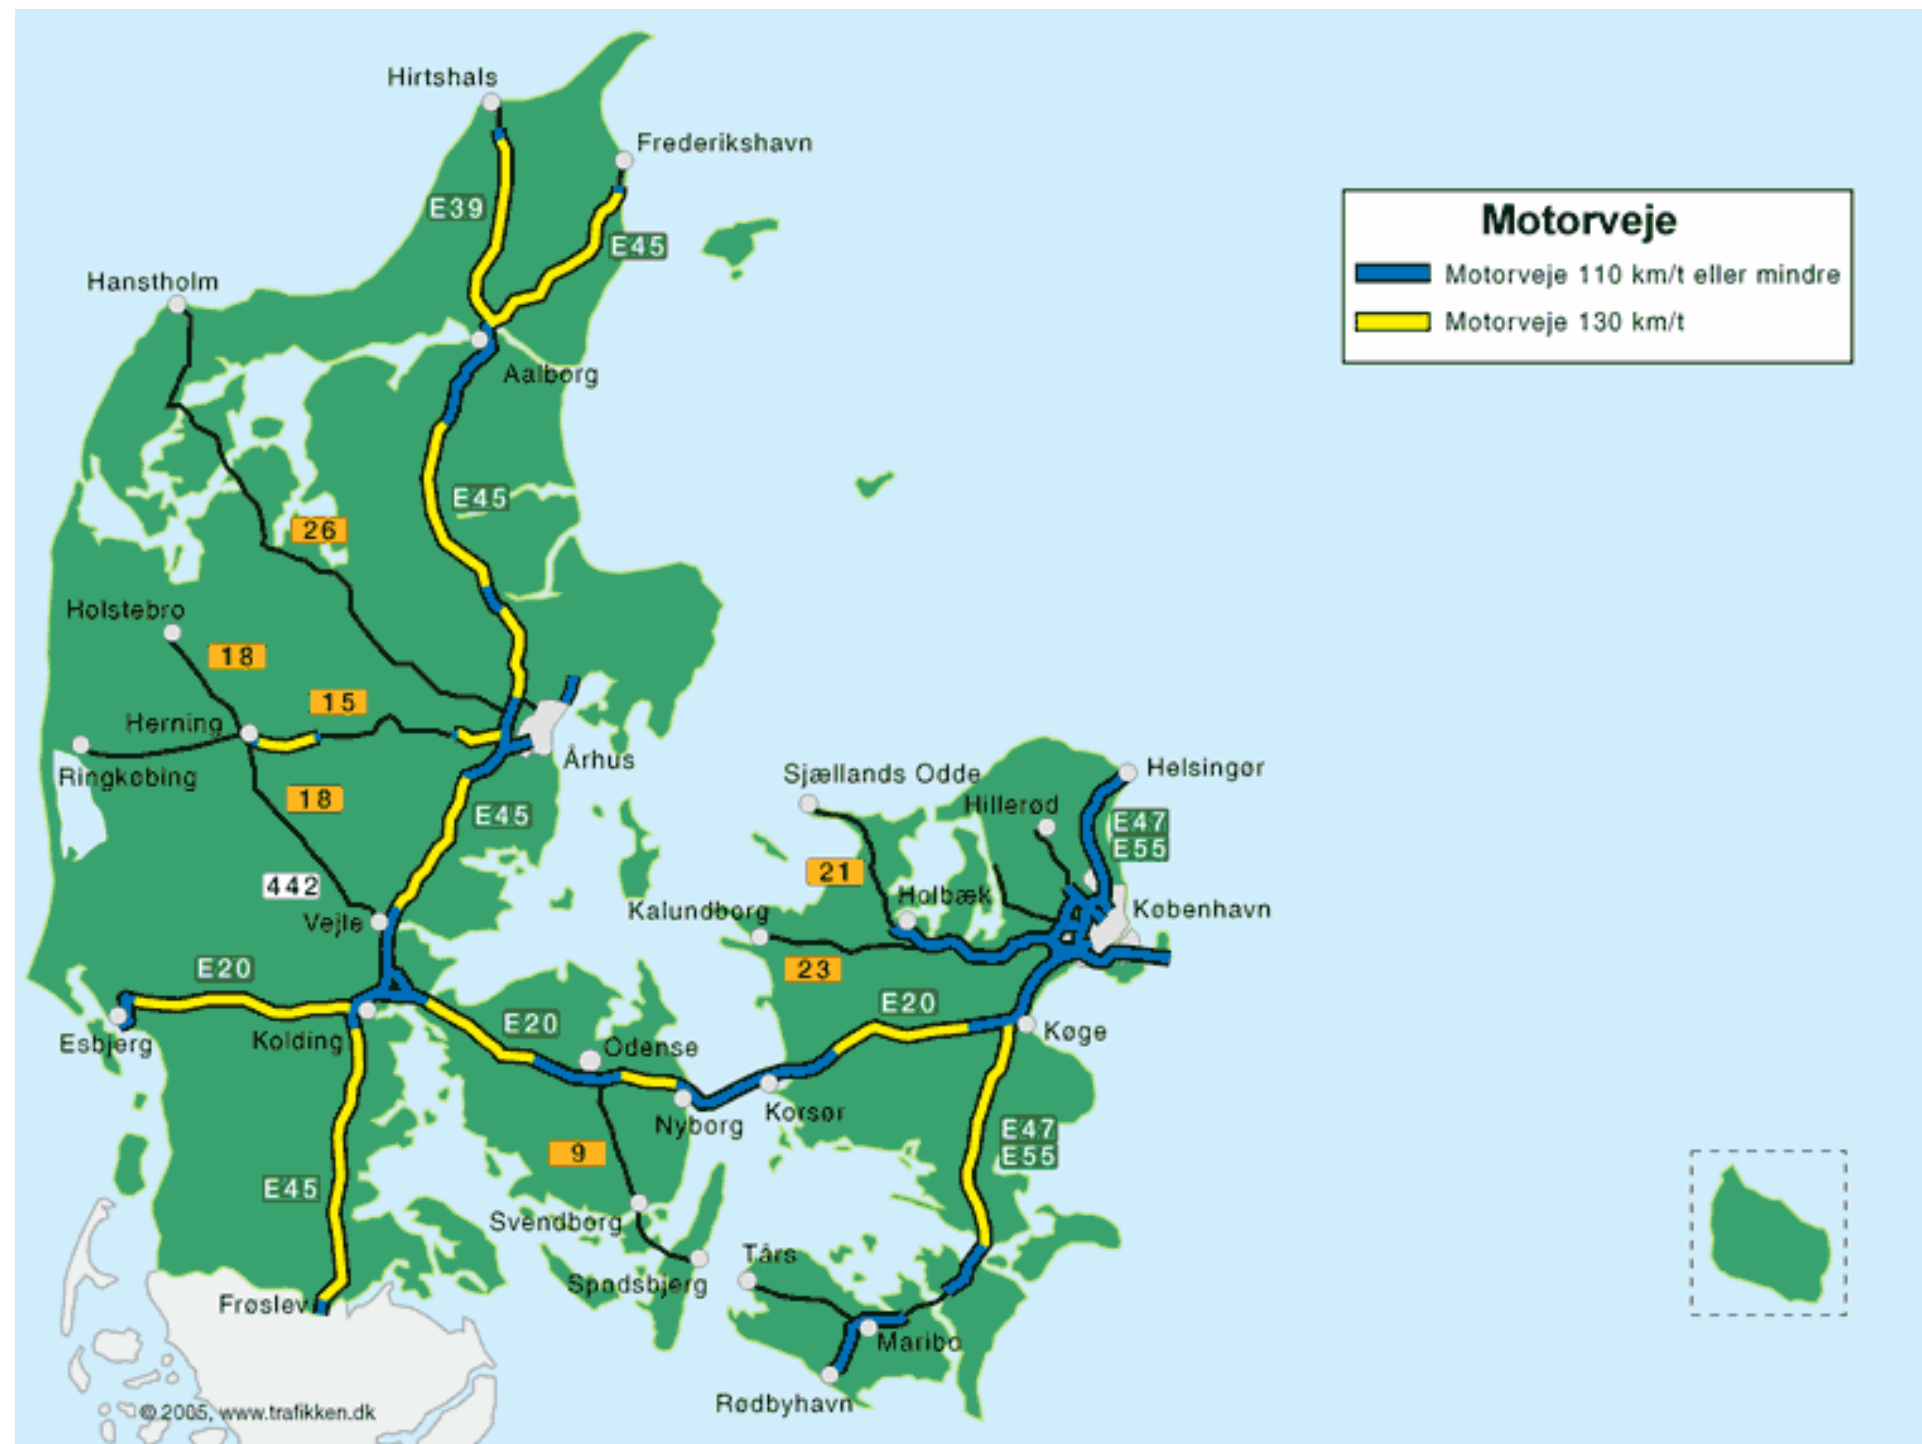 Hirtshals
Frederikshavn
E39
E45
Motorveje
Motorveje 110 km/t eller mindre
Motorveje 130 km/t
Hanstholm
Aalborg
E45
26
Holstebro
18
15
Herning
Ringkøbing
Århus
18
E45
Sjællands Odde
Helsingør
Hillerød
E47
E55
21
442
Holbæk
Kalundborg
København
Vejle
E20
23
E20
E20
Køge
Esbjerg
Kolding
Odense
Korsør
Nyborg
E47
E55
9
E45
Svendborg
Tårs
Spodsbjerg
Frøslev
Maribo
Rødbyhavn
© 2005, www.trafikken.dk